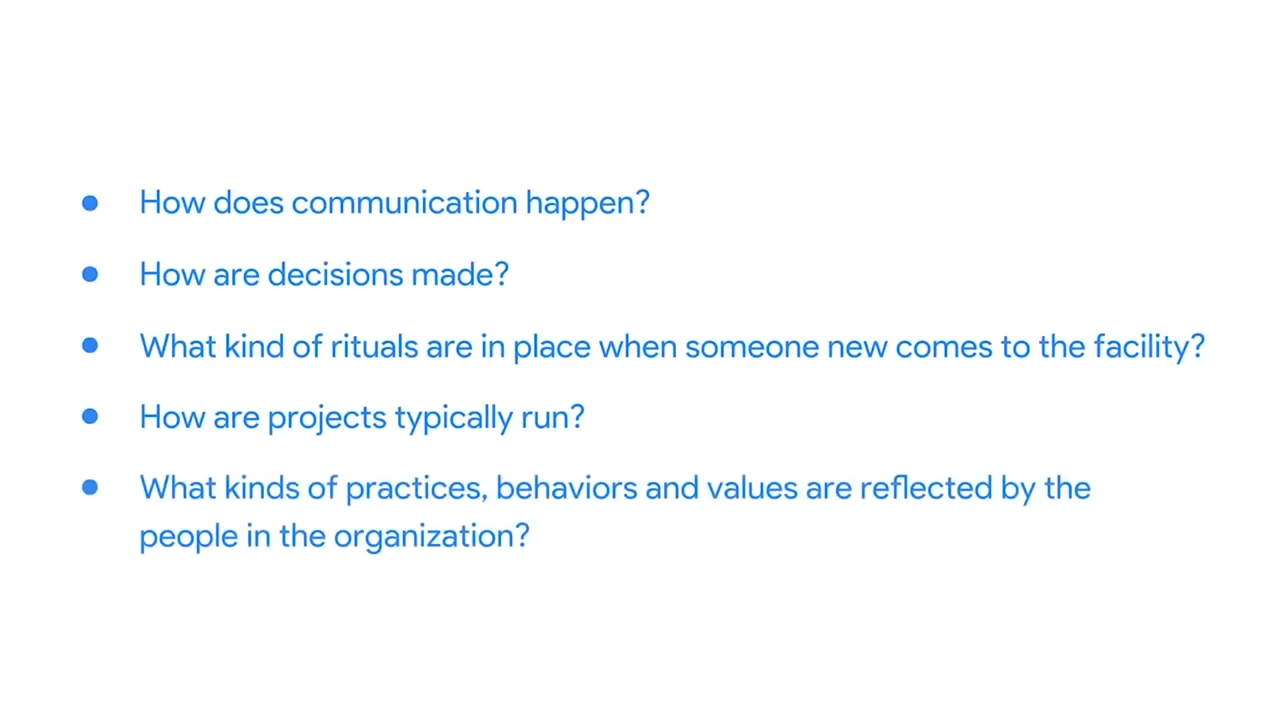 • How does communication happen?
• How are decisions made?
• What kind of rituals are in place when someone new comes to the facility?
• How are projects typically run?
• What kinds of practices, behaviors and values are reflected by the
people in the organization?